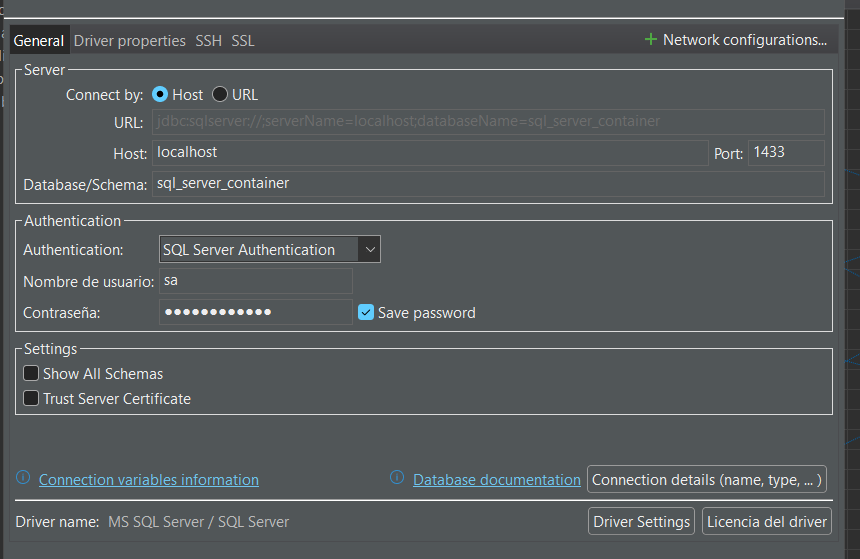 General Driver properties SSH SSL + Network configurations...
Server
Connect by: Host URL
URL: jdbc:sqlserver://;serverName=localhost;databaseName=sql_server_container
Host: localhost Port: 1433
Database/Schema: sql_server_container
Authentication
Authentication: SQL Server Authentication
Nombre de usuario: sa
Contraseña: ●●●●●●●●●●●● Save password
Settings
Show All Schemas
Trust Server Certificate
Connection variables information Database documentation Connection details (name, type, ... )
Driver name: MS SQL Server / SQL Server Driver Settings Licencia del driver